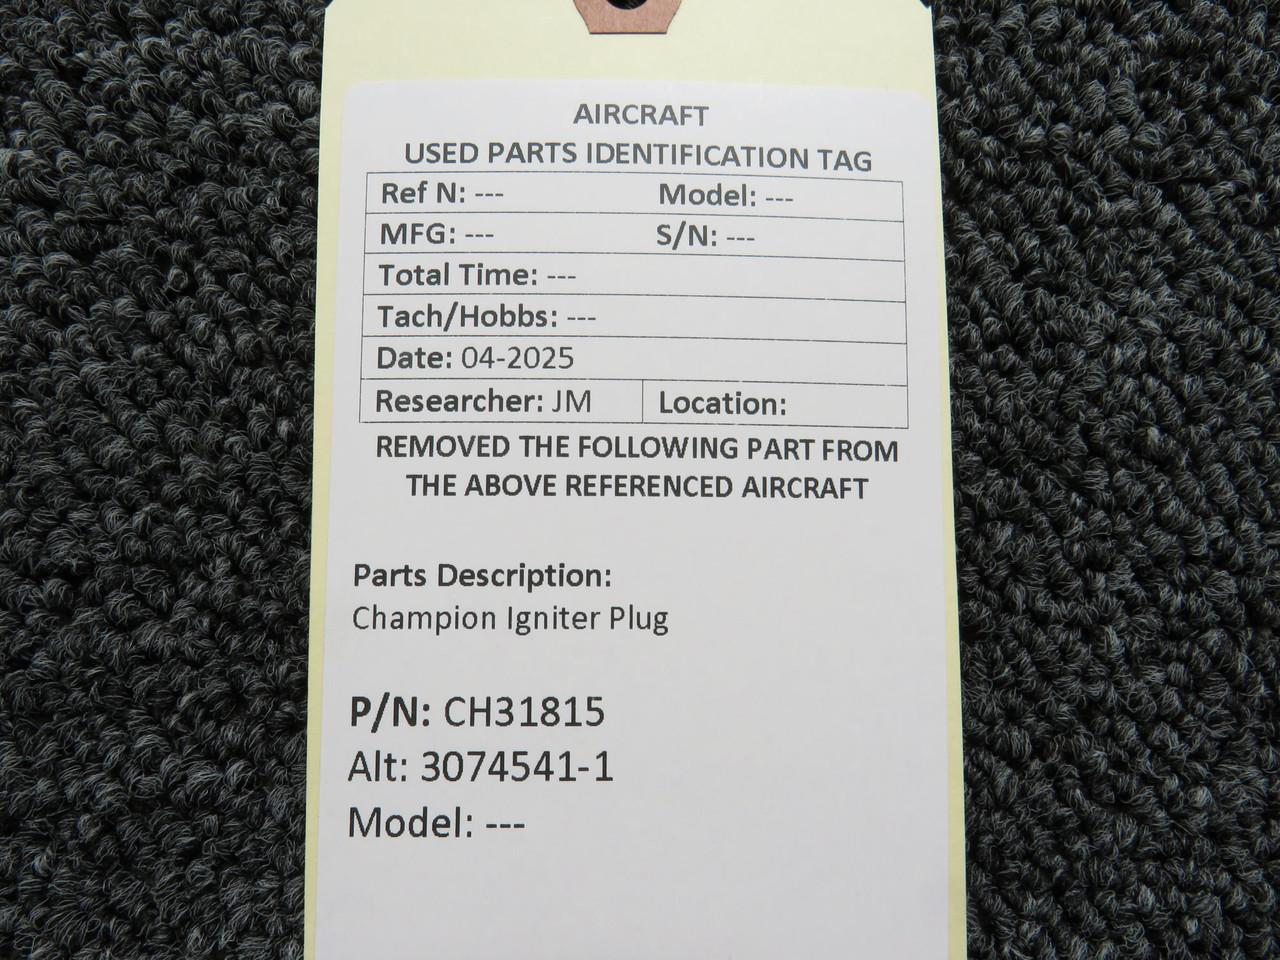 AIRCRAFT
USED PARTS IDENTIFICATION TAG
Ref N: --- Model: ---
MFG: --- S/N: ---
Total Time: ---
Tach/Hobbs: ---
Date: 04-2025
Researcher: JM Location:
REMOVED THE FOLLOWING PART FROM
THE ABOVE REFERENCED AIRCRAFT
Parts Description:
Champion Igniter Plug
P/N: CH31815
Alt: 3074541-1
Model: ---